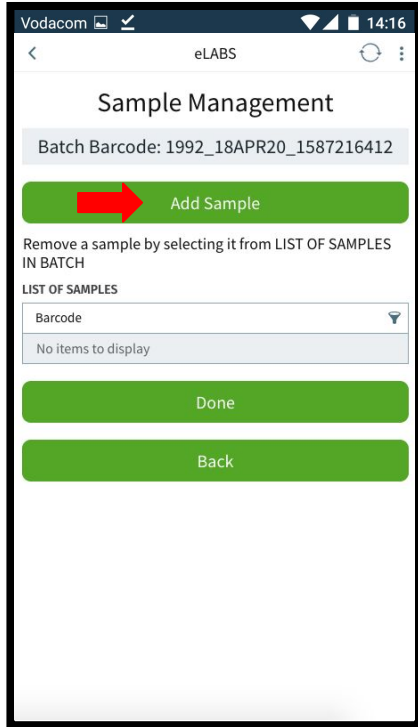 Vodacom 14:16
eLABS
Sample Management
Batch Barcode: 1992_18APR20_1587216412
Add Sample
Remove a sample by selecting it from LIST OF SAMPLES
IN BATCH
LIST OF SAMPLES
Barcode
No items to display
Done
Back